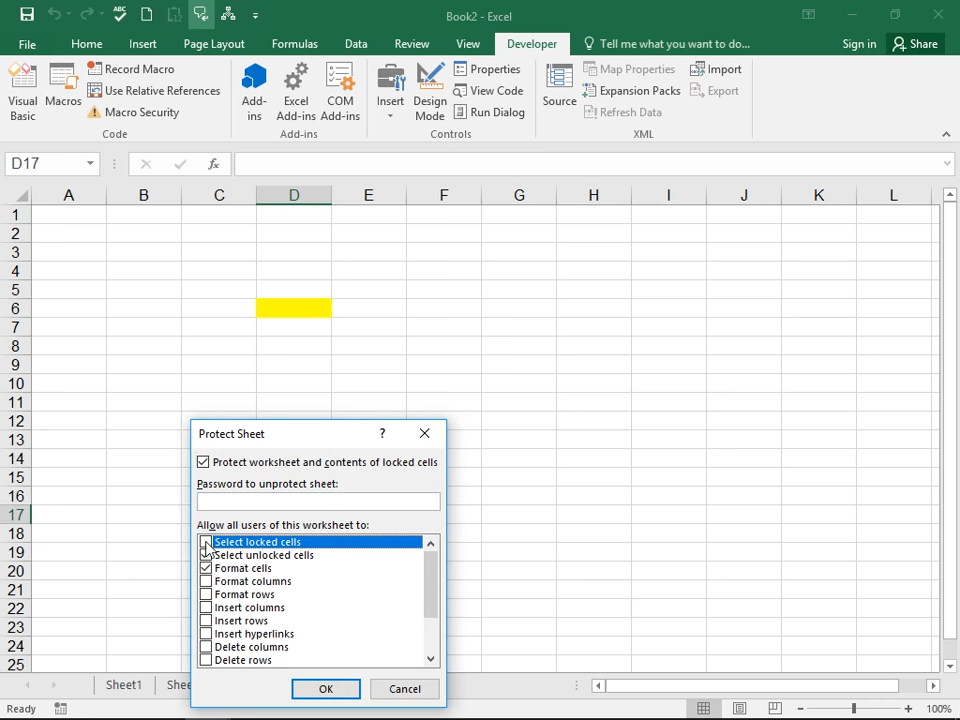 Book2 - Excel
File Home Insert Page Layout Formulas Data Review View Developer Tell me what you want to do... Sign in Share
Visual Basic
Macros
Record Macro
Use Relative References
Macro Security
Code
Add-ins
Excel Add-ins
COM Add-ins
Add-ins
Insert
Design Mode
Properties
View Code
Run Dialog
Controls
Source
Map Properties
Expansion Packs
Refresh Data
Import
Export
XML
D17 fx
A B C D E F G H I J K L
1
2
3
4
5
6
7
8
9
10
11
12
13
14
15
16
17
18
19
20
21
22
23
24
25
Protect Sheet ?
Protect worksheet and contents of locked cells
Password to unprotect sheet:
Allow all users of this worksheet to:
Select locked cells
Select unlocked cells
Format cells
Format columns
Format rows
Insert columns
Insert rows
Insert hyperlinks
Delete columns
Delete rows
OK Cancel
Sheet1 Shee
Ready 100%